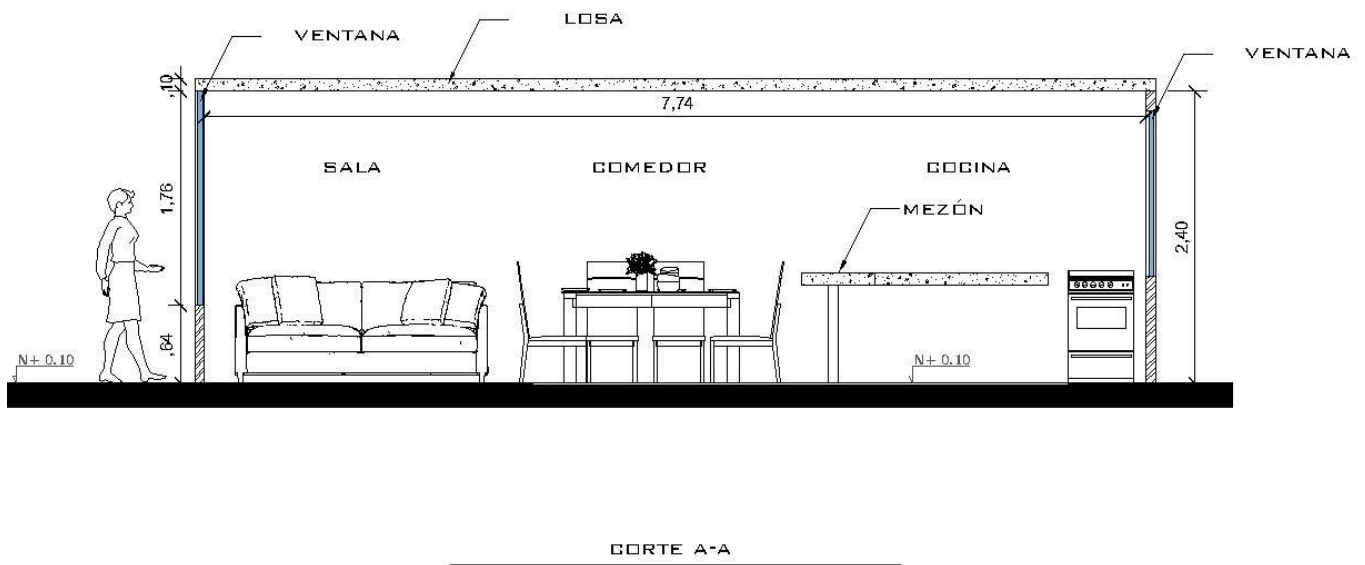 LOSA
VENTANA
VENTANA
,10
7,74
SALA
COMEDOR
COCINA
1,76
MEZÓN
2,40
,64
N+ 0.10
N+ 0.10
CORTE A-A